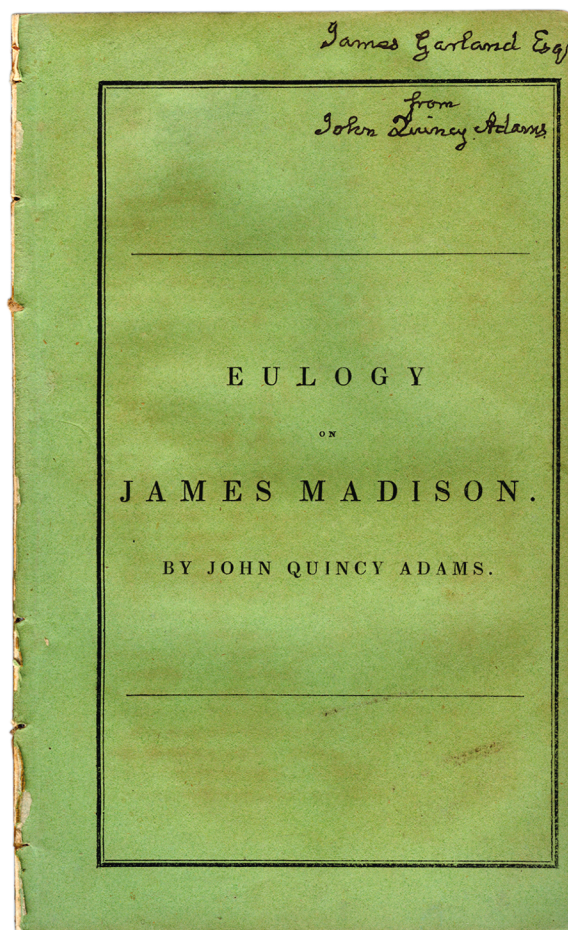 James Garland Esq
from
John Quincy Adams.
EULOGY
ON
JAMES MADISON.
BY JOHN QUINCY ADAMS.